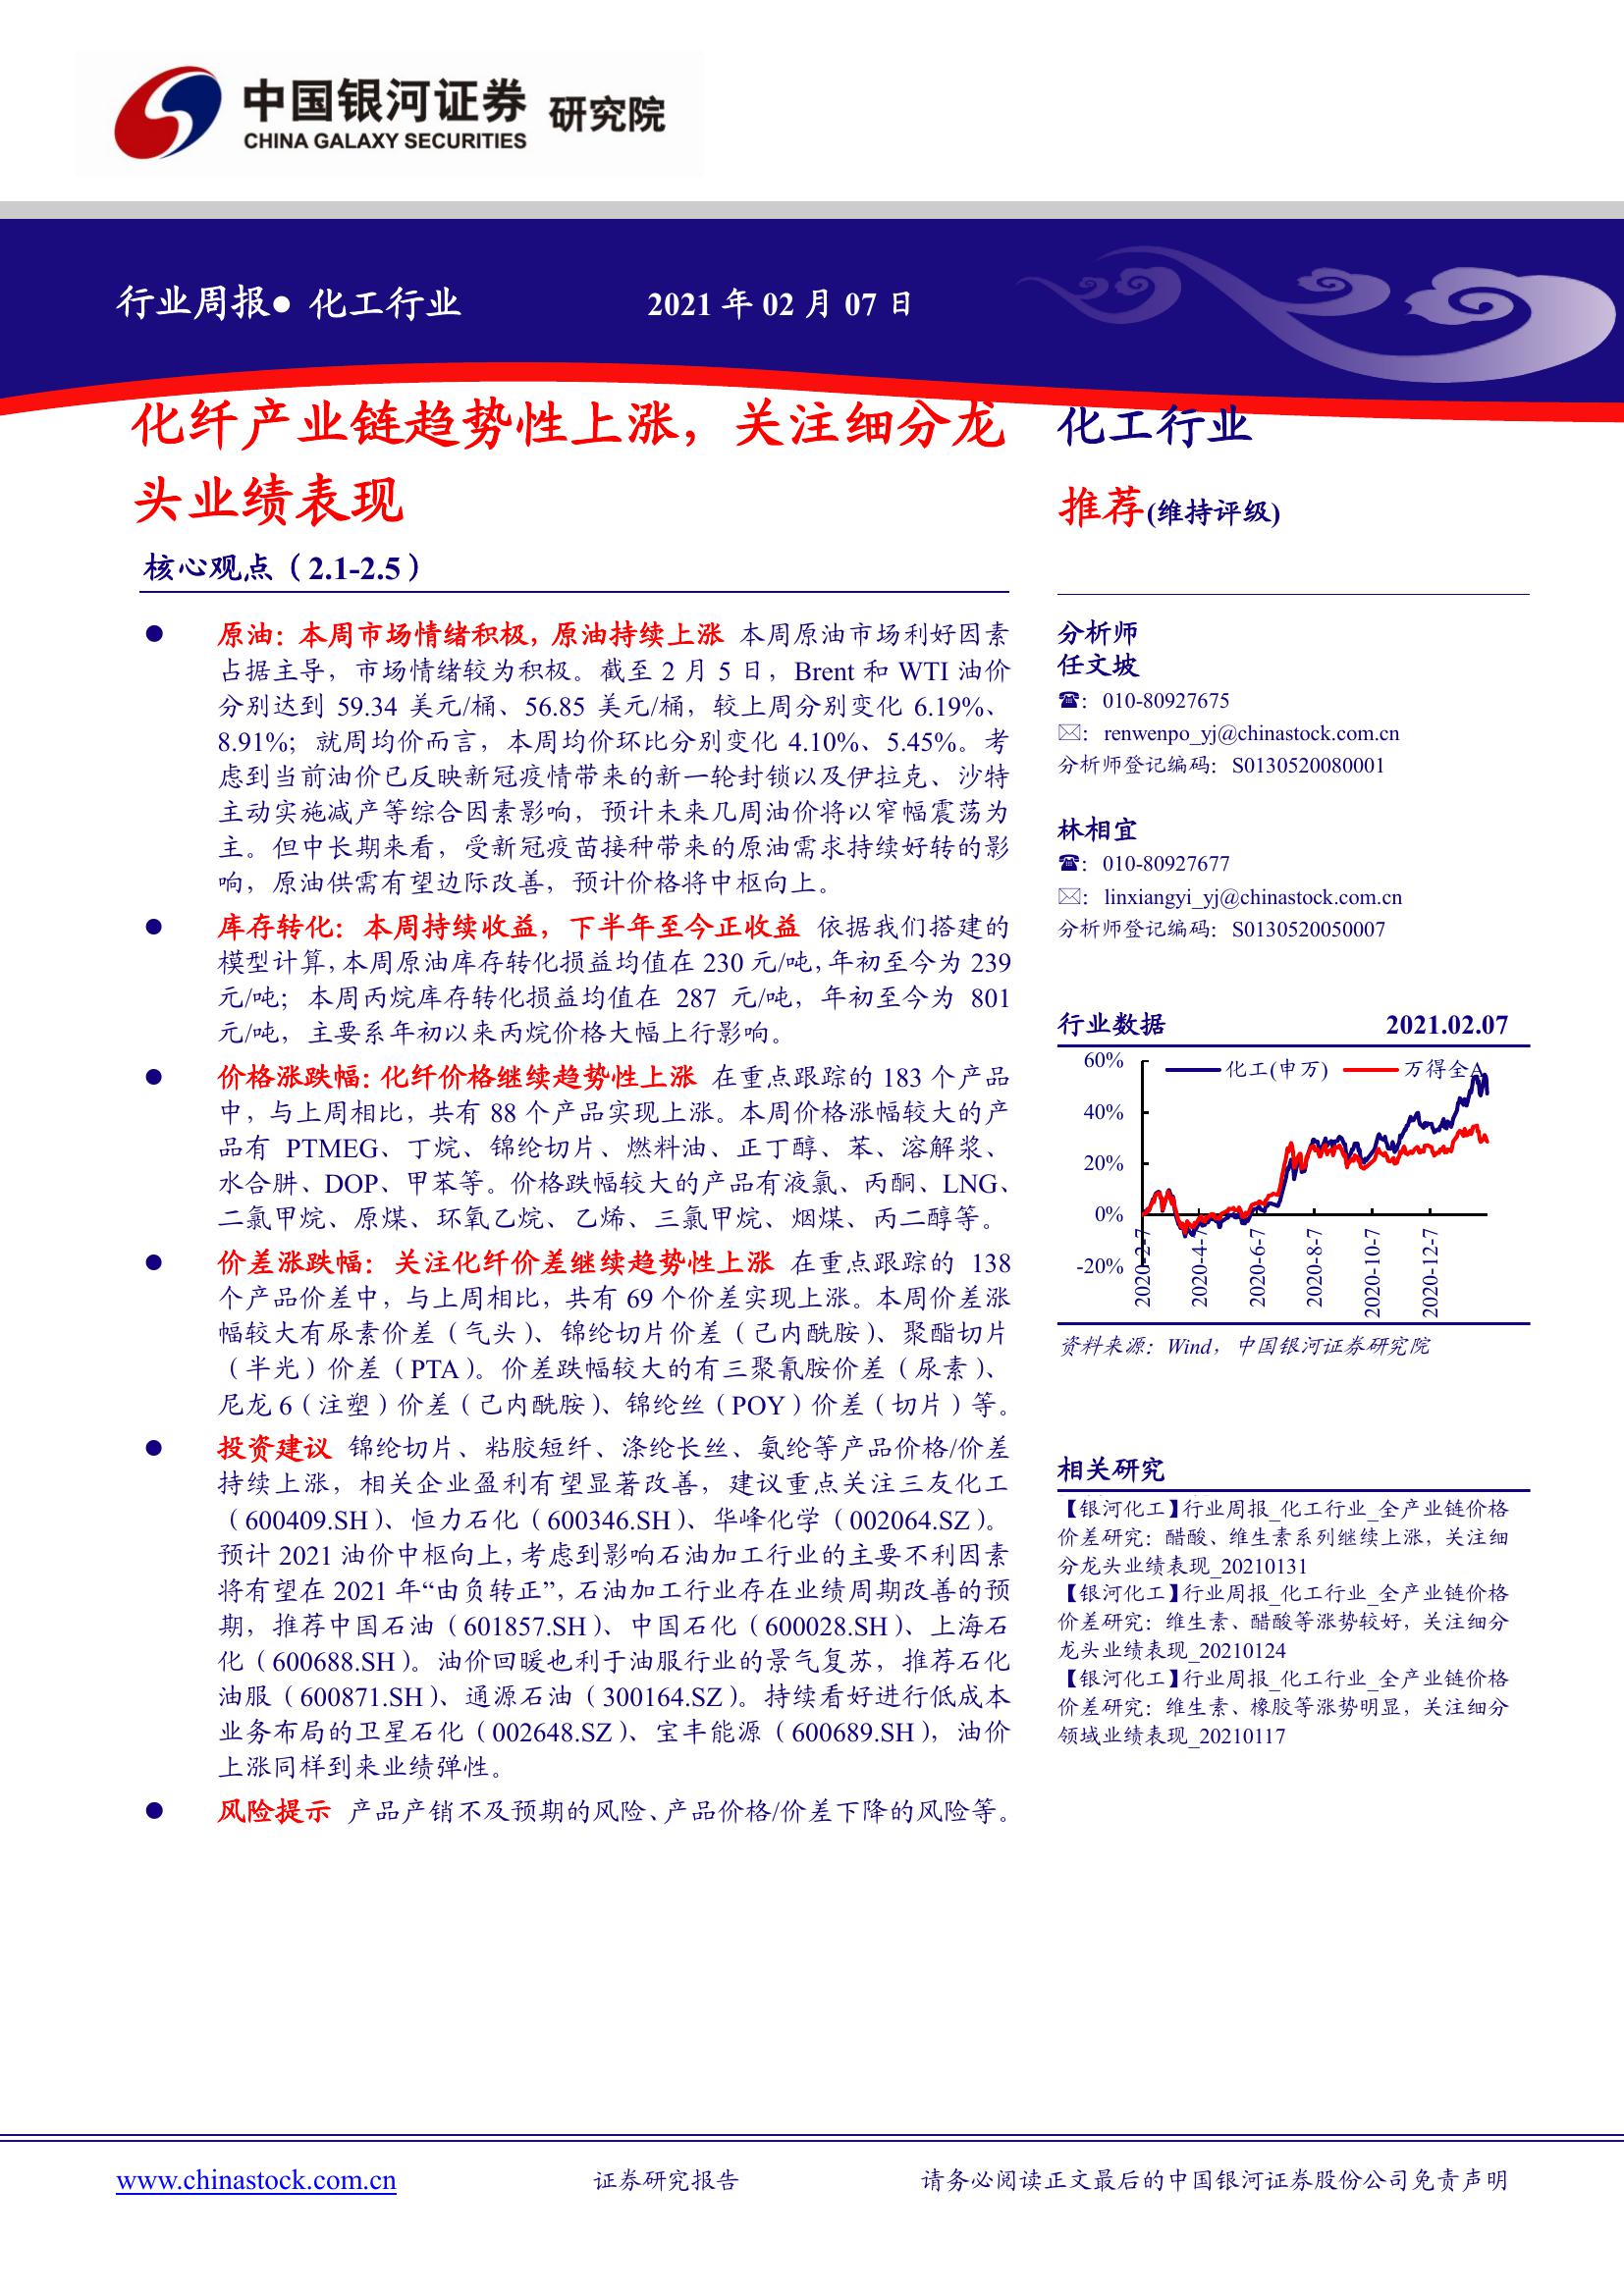 中国银河证券 研究院
CHINA GALAXY SECURITIES
行业周报● 化工行业 2021 年 02 月 07 日
化纤产业链趋势性上涨，关注细分龙
头业绩表现
核心观点（2.1-2.5）
● 原油：本周市场情绪积极，原油持续上涨 本周原油市场利好因素
占据主导，市场情绪较为积极。截至 2 月 5 日，Brent 和 WTI 油价
分别达到 59.34 美元/桶、56.85 美元/桶，较上周分别变化 6.19%、
8.91%；就周均价而言，本周均价环比分别变化 4.10%、5.45%。考
虑到当前油价已反映新冠疫情带来的新一轮封锁以及伊拉克、沙特
主动实施减产等综合因素影响，预计未来几周油价将以窄幅震荡为
主。但中长期来看，受新冠疫苗接种带来的原油需求持续好转的影
响，原油供需有望边际改善，预计价格将中枢向上。
● 库存转化：本周持续收益，下半年至今正收益 依据我们搭建的
模型计算，本周原油库存转化损益均值在 230 元/吨，年初至今为 239
元/吨；本周丙烷库存转化损益均值在 287 元/吨，年初至今为 801
元/吨，主要系年初以来丙烷价格大幅上行影响。
● 价格涨跌幅：化纤价格继续趋势性上涨 在重点跟踪的 183 个产品
中，与上周相比，共有 88 个产品实现上涨。本周价格涨幅较大的产
品有 PTMEG、丁烷、锦纶切片、燃料油、正丁醇、苯、溶解浆、
水合肼、DOP、甲苯等。价格跌幅较大的产品有液氯、丙酮、LNG、
二氯甲烷、原煤、环氧乙烷、乙烯、三氯甲烷、烟煤、丙二醇等。
● 价差涨跌幅：关注化纤价差继续趋势性上涨 在重点跟踪的 138
个产品价差中，与上周相比，共有 69 个价差实现上涨。本周价差涨
幅较大有尿素价差（气头）、锦纶切片价差（己内酰胺）、聚酯切片
（半光）价差（PTA）。价差跌幅较大的有三聚氰胺价差（尿素）、
尼龙 6（注塑）价差（己内酰胺）、锦纶丝（POY）价差（切片）等。
● 投资建议 锦纶切片、粘胶短纤、涤纶长丝、氨纶等产品价格/价差
持续上涨，相关企业盈利有望显著改善，建议重点关注三友化工
（600409.SH）、恒力石化（600346.SH）、华峰化学（002064.SZ）。
预计 2021 油价中枢向上，考虑到影响石油加工行业的主要不利因素
将有望在 2021 年“由负转正”，石油加工行业存在业绩周期改善的预
期，推荐中国石油（601857.SH）、中国石化（600028.SH）、上海石
化（600688.SH）。油价回暖也利于油服行业的景气复苏，推荐石化
油服（600871.SH）、通源石油（300164.SZ）。持续看好进行低成本
业务布局的卫星石化（002648.SZ）、宝丰能源（600689.SH），油价
上涨同样到来业绩弹性。
● 风险提示 产品产销不及预期的风险、产品价格/价差下降的风险等。
化工行业
推荐(维持评级)
分析师
任文坡
☎：010-80927675
✉：renwenpo_yj@chinastock.com.cn
分析师登记编码：S0130520080001
林相宜
☎：010-80927677
✉：linxiangyi_yj@chinastock.com.cn
分析师登记编码：S0130520050007
行业数据 2021.02.07
化工(申万) 万得全A
60%
40%
20%
0%
-20%
2020-2-7
2020-4-7
2020-6-7
2020-8-7
2020-10-7
2020-12-7
资料来源：Wind，中国银河证券研究院
相关研究
【银河化工】行业周报_化工行业_全产业链价格
价差研究：醋酸、维生素系列继续上涨，关注细
分龙头业绩表现_20210131
【银河化工】行业周报_化工行业_全产业链价格
价差研究：维生素、醋酸等涨势较好，关注细分
龙头业绩表现_20210124
【银河化工】行业周报_化工行业_全产业链价格
价差研究：维生素、橡胶等涨势明显，关注细分
领域业绩表现_20210117
www.chinastock.com.cn 证券研究报告 请务必阅读正文最后的中国银河证券股份公司免责声明